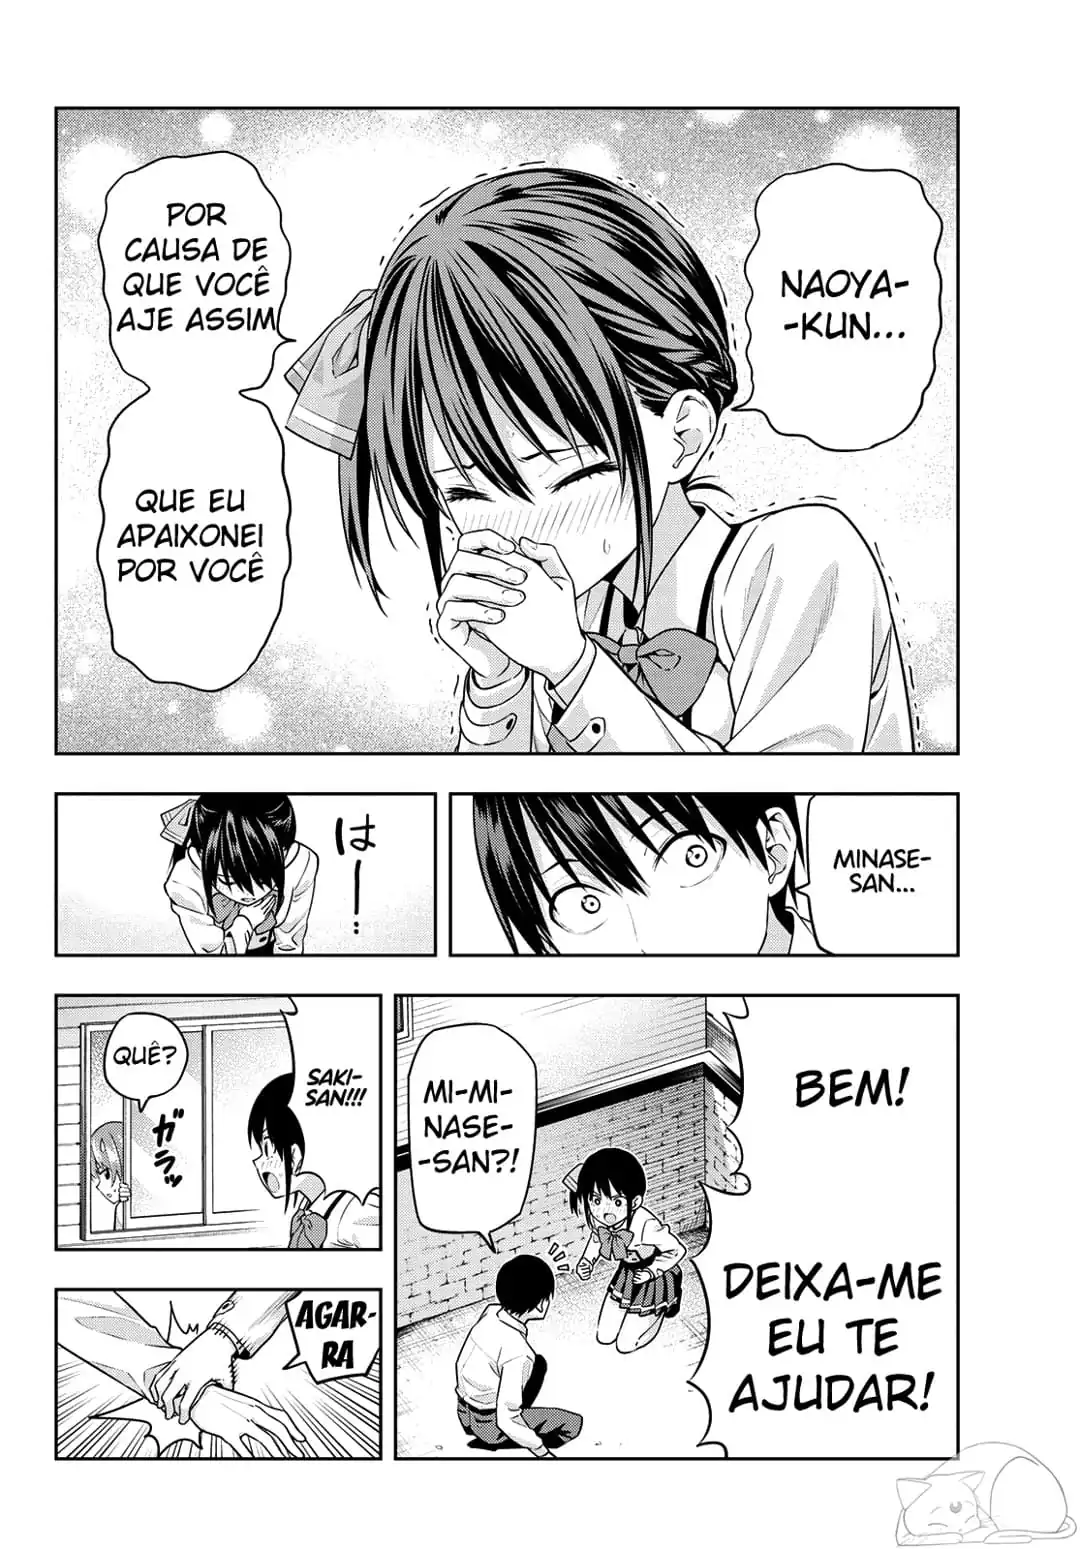 NAOYA-
-KUN...
POR
CAUSA DE
QUE VOCÊ
AJE ASSIM
QUE EU
APAIXONEI
POR VOCÊ
MINASE-
SAN...
はー…
BEM!
DEIXA-ME
EU TE
AJUDAR!
MI-MI-
NASE-
-SAN?!
SAKI-
SAN!!!
QUÊ?
ガラッ
AGAR-
RA